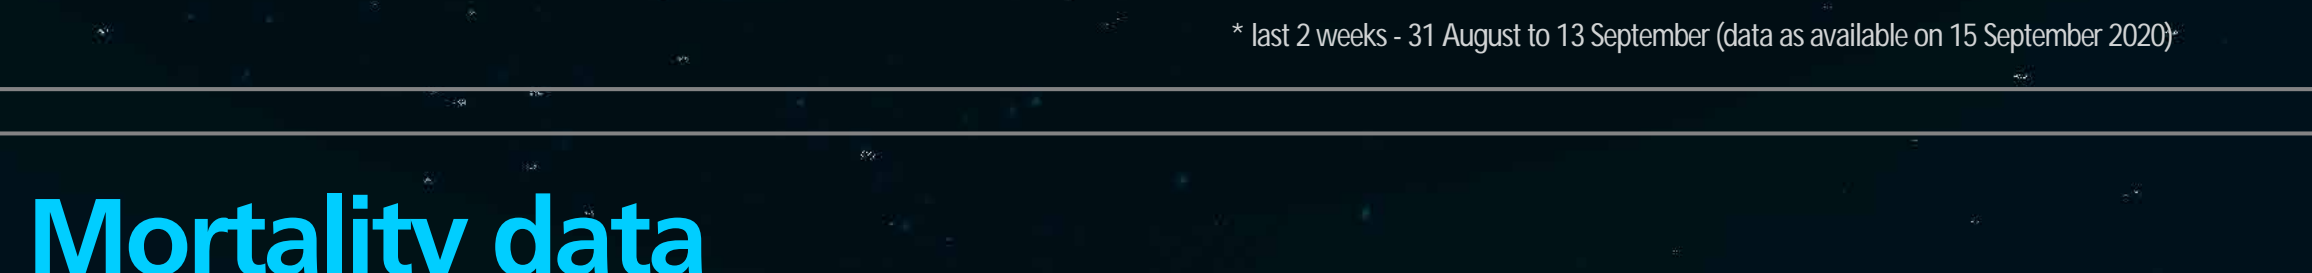 * last 2 weeks - 31 August to 13 September (data as available on 15 September 2020)
Mortality data